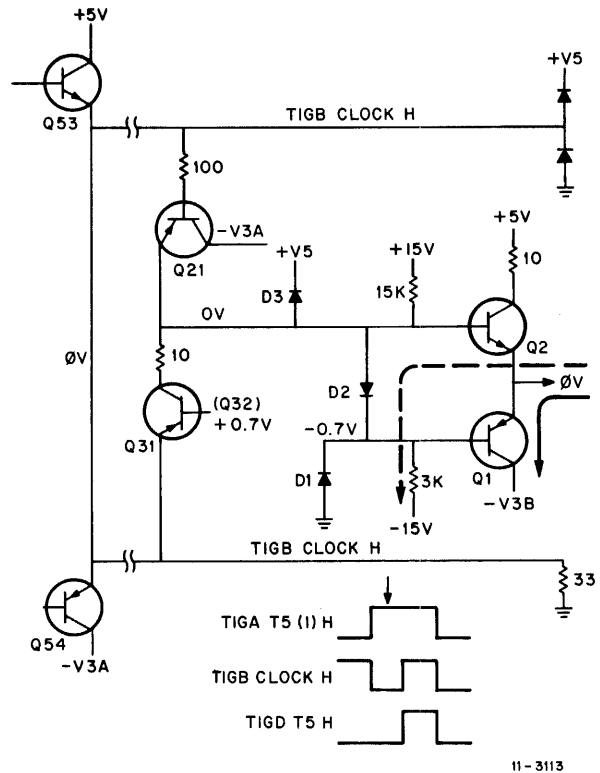 +5V
Q53
TIGB CLOCK H
+V5
100
-V3A
Q21
+V5
+15V
+5V
10
15K
D3
0V
Q2
10
ØV
D2
ØV
(Q32)
+0.7V
Q31
-0.7V
D1
3K
Q1
-15V
-V3B
TIGB CLOCK H
33
Q54
-V3A
TIGA T5 (1) H
TIGB CLOCK H
TIGD T5 H
11-3113